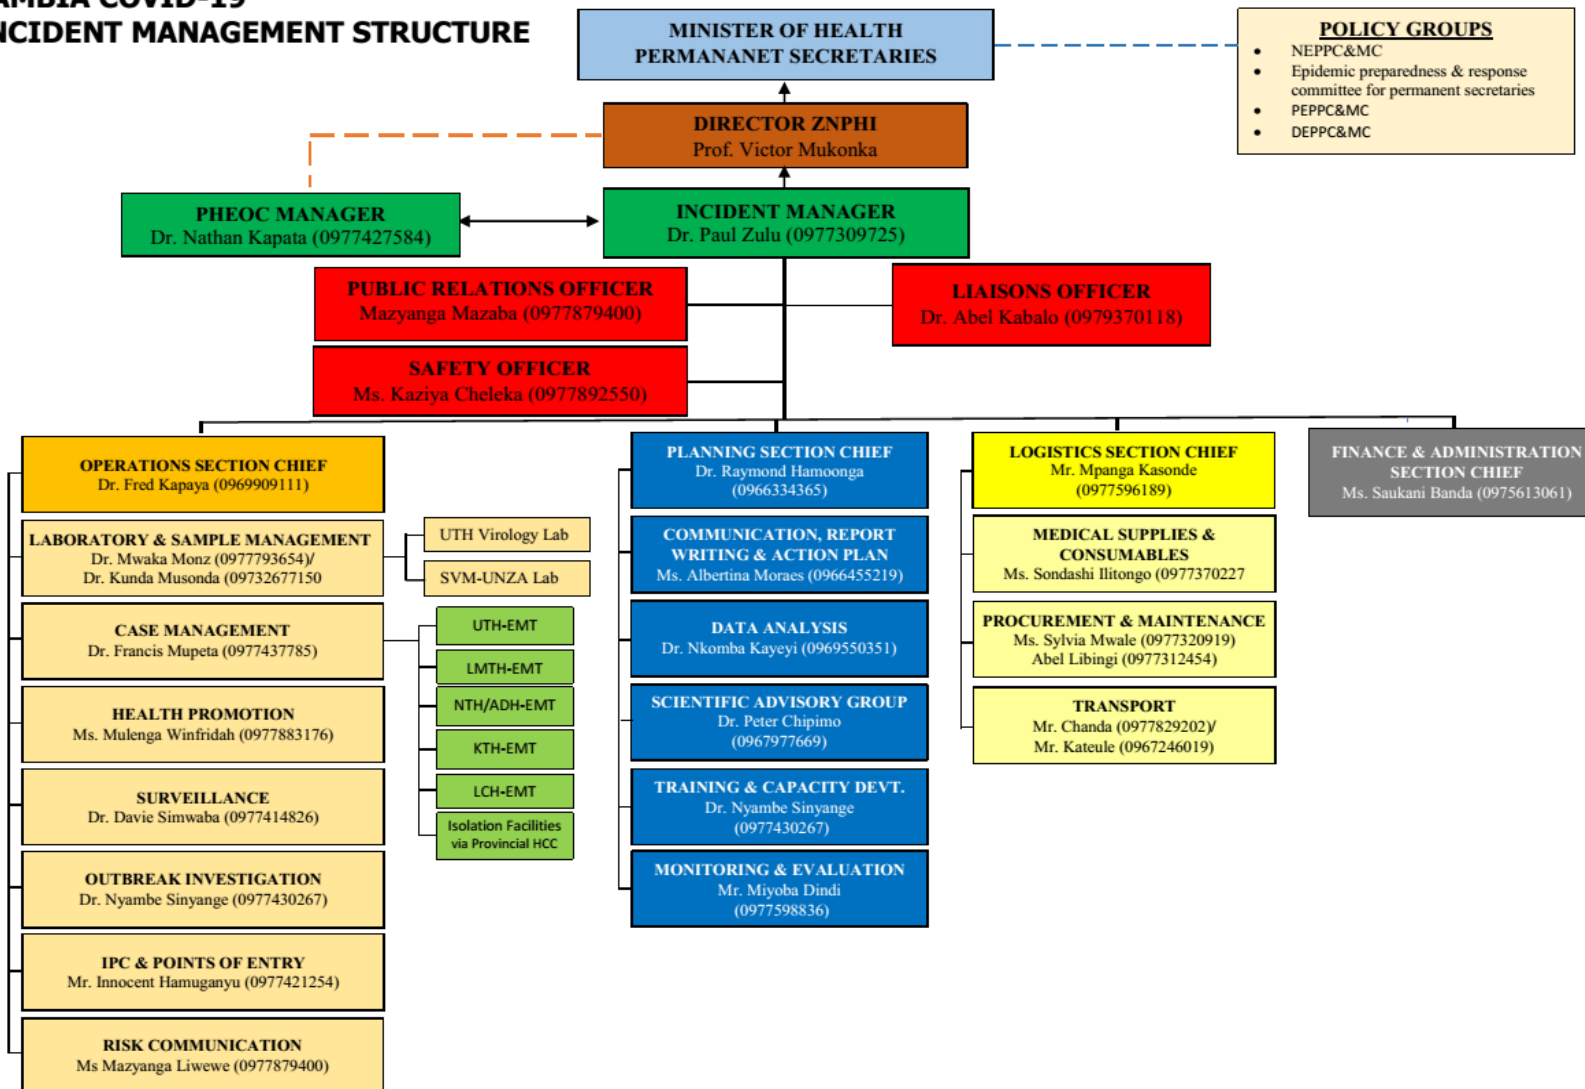 AMBIA COVID-19
NCIDENT MANAGEMENT STRUCTURE
MINISTER OF HEALTH
PERMANANET SECRETARIES
POLICY GROUPS
• NEPPC&MC
• Epidemic preparedness & response
committee for permanent secretaries
• PEPPC&MC
• DEPPC&MC
DIRECTOR ZNPHI
Prof. Victor Mukonka
PHEOC MANAGER
Dr. Nathan Kapata (0977427584)
INCIDENT MANAGER
Dr. Paul Zulu (0977309725)
PUBLIC RELATIONS OFFICER
Mazyanga Mazaba (0977879400)
LIAISONS OFFICER
Dr. Abel Kabalo (0979370118)
SAFETY OFFICER
Ms. Kaziya Cheleka (0977892550)
OPERATIONS SECTION CHIEF
Dr. Fred Kapaya (0969909111)
LABORATORY & SAMPLE MANAGEMENT
Dr. Mwaka Monz (0977793654)/
Dr. Kunda Musonda (09732677150
UTH Virology Lab
SVM-UNZA Lab
CASE MANAGEMENT
Dr. Francis Mupeta (0977437785)
UTH-EMT
LMTH-EMT
NTH/ADH-EMT
KTH-EMT
LCH-EMT
Isolation Facilities
via Provincial HCC
HEALTH PROMOTION
Ms. Mulenga Winfridah (0977883176)
SURVEILLANCE
Dr. Davie Simwaba (0977414826)
OUTBREAK INVESTIGATION
Dr. Nyambe Sinyange (0977430267)
IPC & POINTS OF ENTRY
Mr. Innocent Hamuganyu (0977421254)
RISK COMMUNICATION
Ms Mazyanga Liwewe (0977879400)
PLANNING SECTION CHIEF
Dr. Raymond Hamoonga
(0966334365)
COMMUNICATION, REPORT
WRITING & ACTION PLAN
Ms. Albertina Moraes (0966455219)
DATA ANALYSIS
Dr. Nkomba Kayeyi (0969550351)
SCIENTIFIC ADVISORY GROUP
Dr. Peter Chipimo
(0967977669)
TRAINING & CAPACITY DEVT.
Dr. Nyambe Sinyange
(0977430267)
MONITORING & EVALUATION
Mr. Miyoba Dindi
(0977598836)
LOGISTICS SECTION CHIEF
Mr. Mpanga Kasonde
(0977596189)
MEDICAL SUPPLIES &
CONSUMABLES
Ms. Sondashi Ilitongo (0977370227
PROCUREMENT & MAINTENANCE
Ms. Sylvia Mwale (0977320919)
Abel Libingi (0977312454)
TRANSPORT
Mr. Chanda (0977829202)/
Mr. Kateule (0967246019)
FINANCE & ADMINISTRATION
SECTION CHIEF
Ms. Saukani Banda (0975613061)